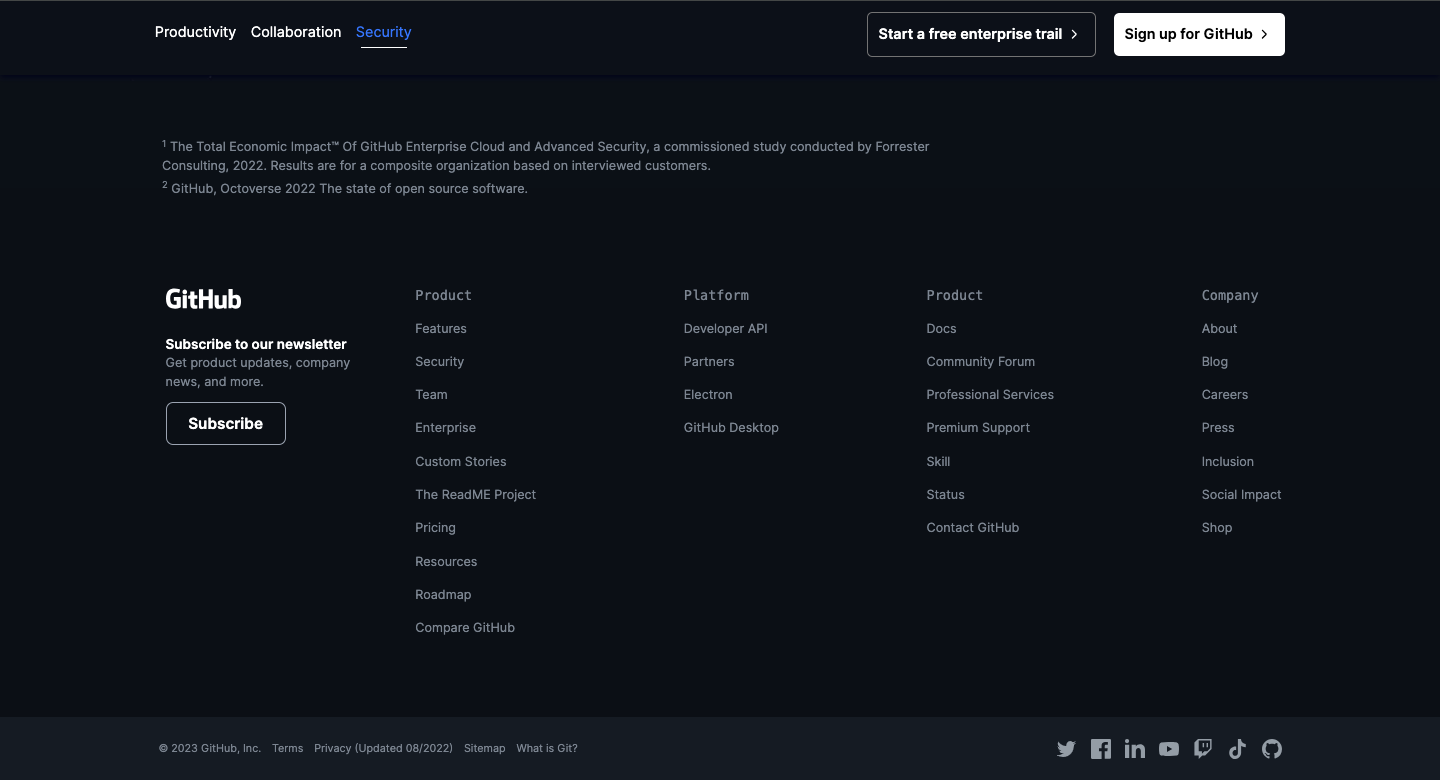 Productivity Collaboration Security
Start a free enterprise trail
Sign up for GitHub
1 The Total Economic Impact™ Of GitHub Enterprise Cloud and Advanced Security, a commissioned study conducted by Forrester
Consulting, 2022. Results are for a composite organization based on interviewed customers.
2 GitHub, Octoverse 2022 The state of open source software.
GitHub
Subscribe to our newsletter
Get product updates, company
news, and more.
Subscribe
Product
Features
Security
Team
Enterprise
Custom Stories
The ReadME Project
Pricing
Resources
Roadmap
Compare GitHub
Platform
Developer API
Partners
Electron
GitHub Desktop
Product
Docs
Community Forum
Professional Services
Premium Support
Skill
Status
Contact GitHub
Company
About
Blog
Careers
Press
Inclusion
Social Impact
Shop
© 2023 GitHub, Inc. Terms Privacy (Updated 08/2022) Sitemap What is Git?